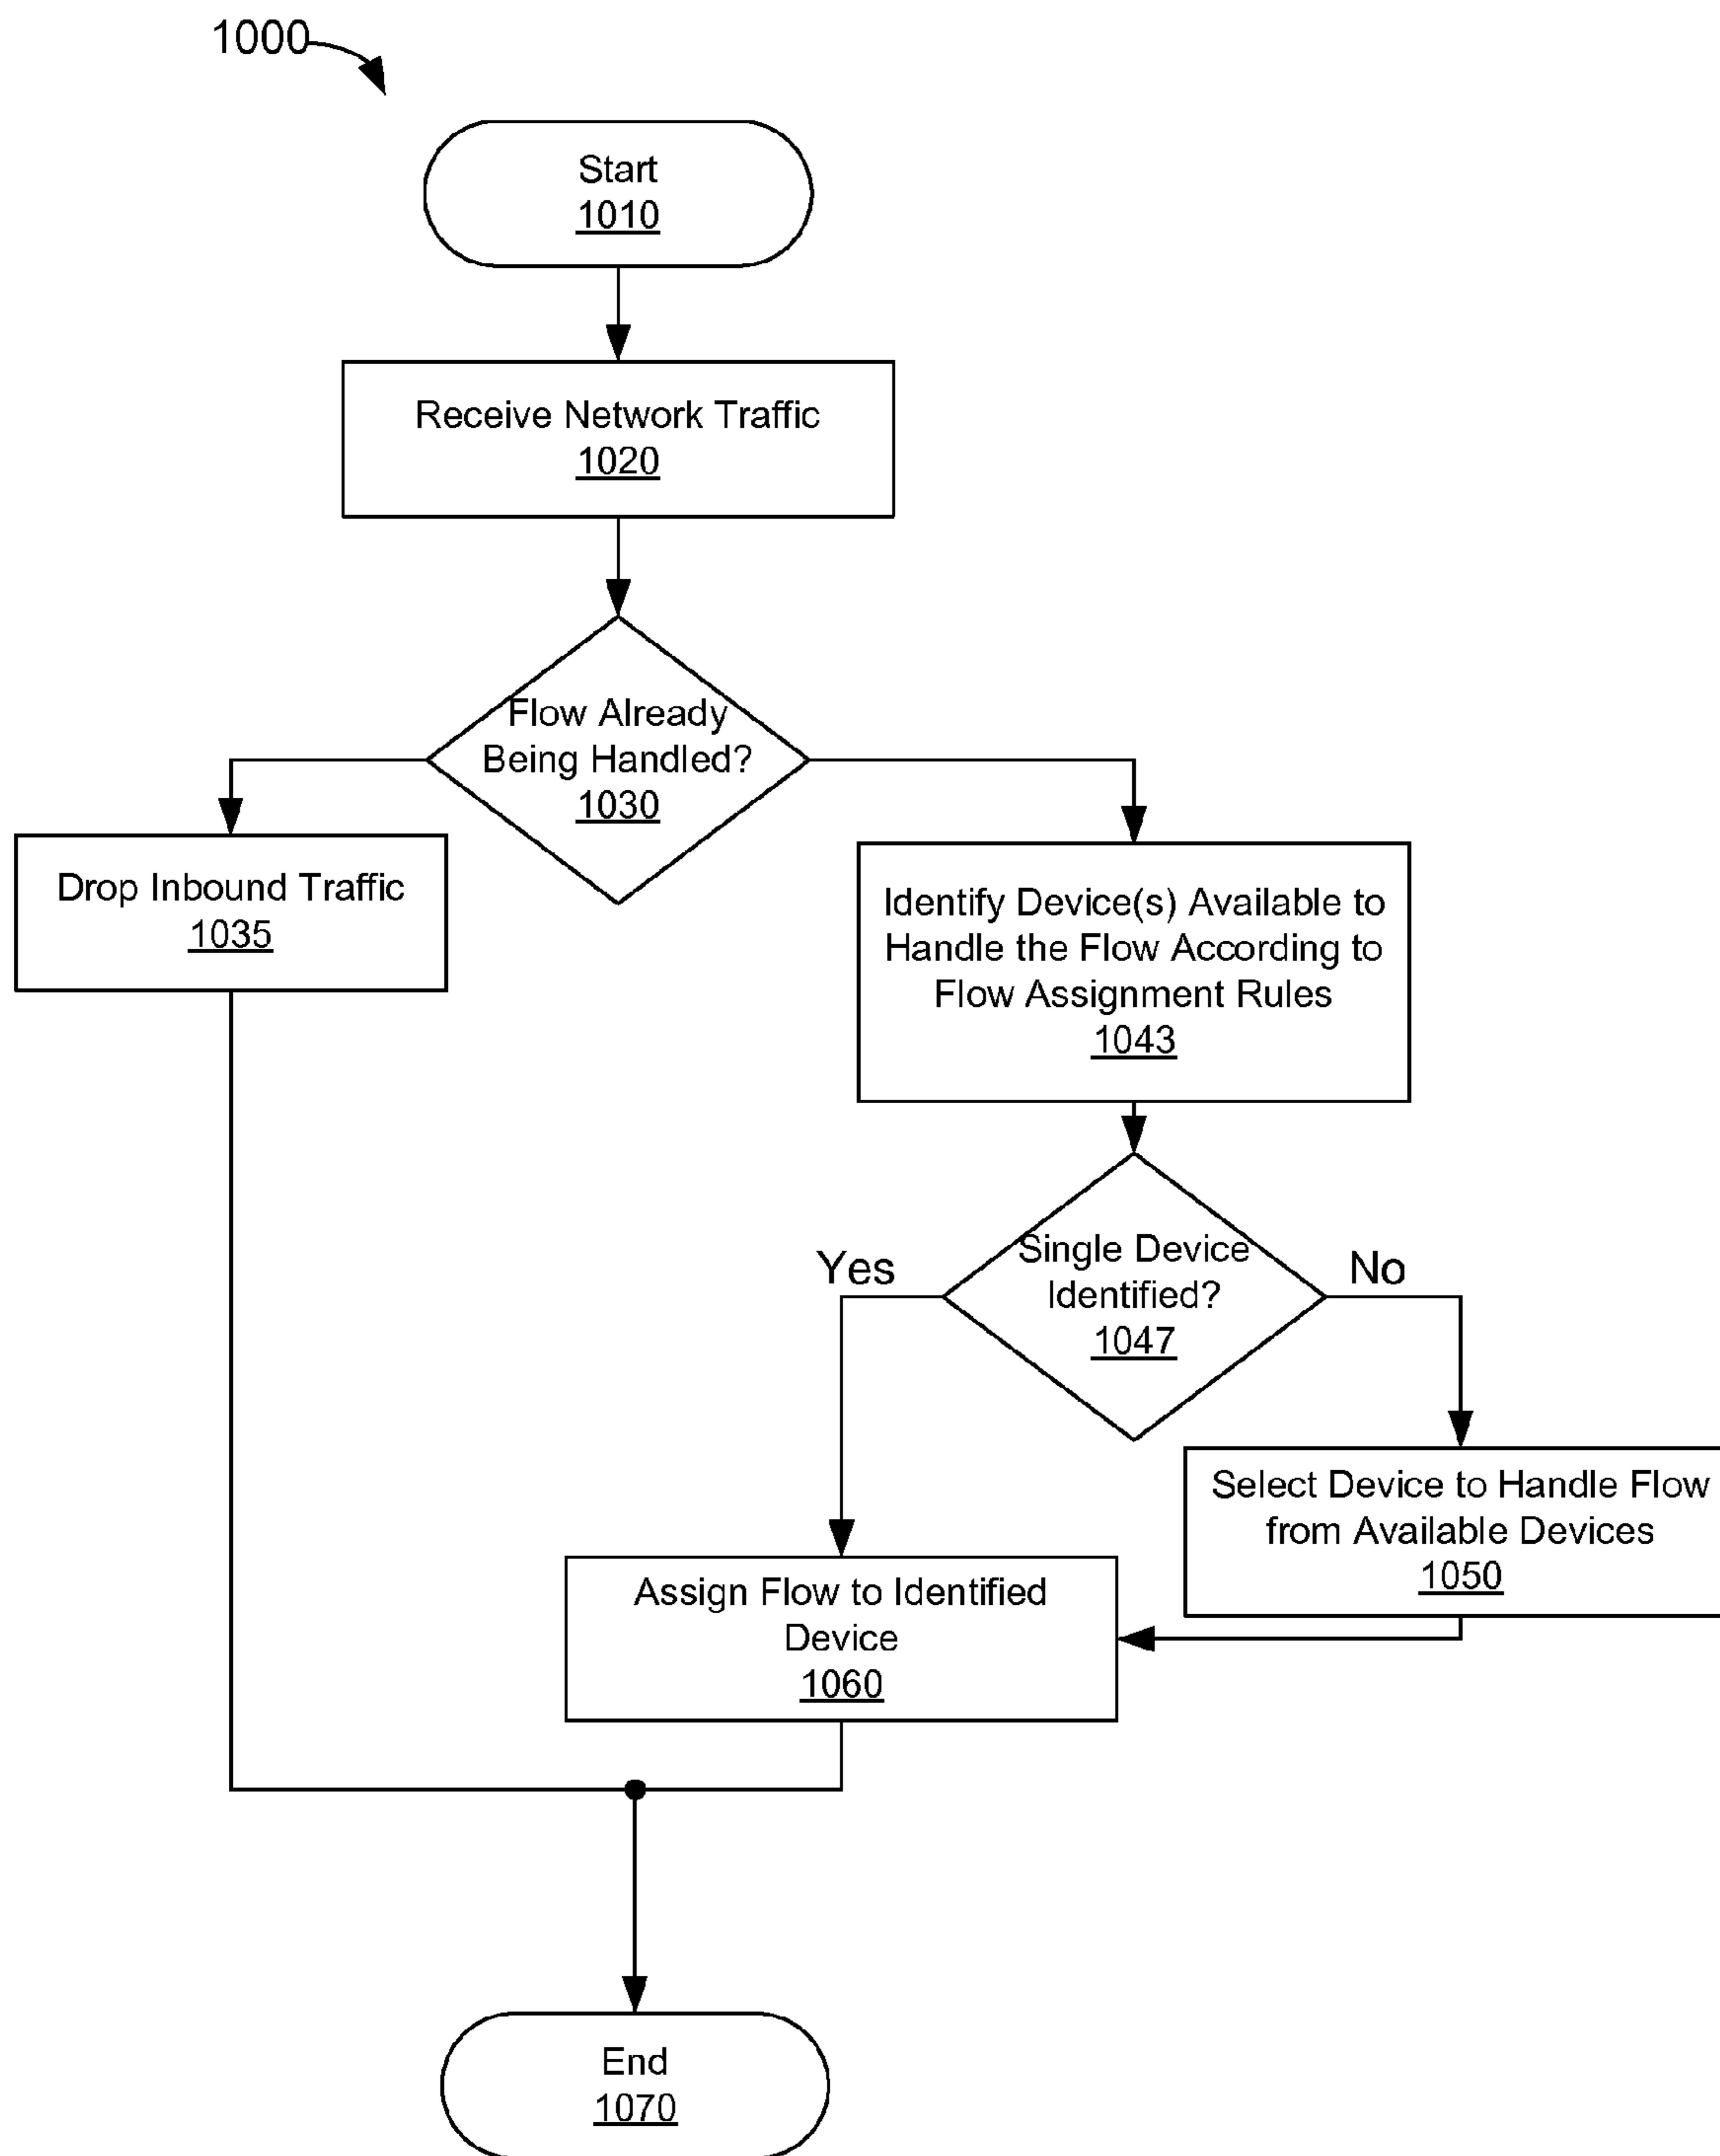 1000
Start
1010
Receive Network Traffic
1020
Flow Already
Being Handled?
1030
Drop Inbound Traffic
1035
Identify Device(s) Available to
Handle the Flow According to
Flow Assignment Rules
1043
Single Device
Identified?
1047
Yes
No
Select Device to Handle Flow
from Available Devices
1050
Assign Flow to Identified
Device
1060
End
1070